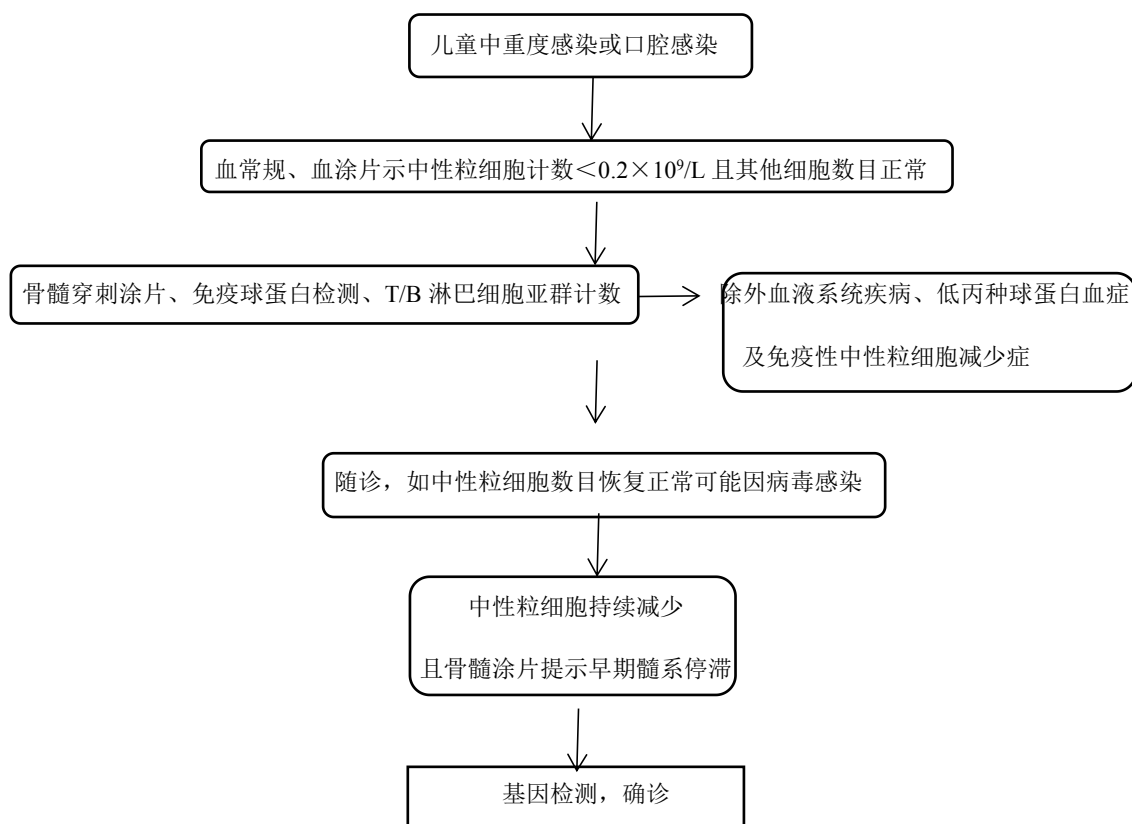 儿童中重度感染或口腔感染
血常规、血涂片示中性粒细胞计数＜0.2×10⁹/L 且其他细胞数目正常
骨髓穿刺涂片、免疫球蛋白检测、T/B 淋巴细胞亚群计数
除外血液系统疾病、低丙种球蛋白血症
及免疫性中性粒细胞减少症
随诊，如中性粒细胞数目恢复正常可能因病毒感染
中性粒细胞持续减少
且骨髓涂片提示早期髓系停滞
基因检测，确诊